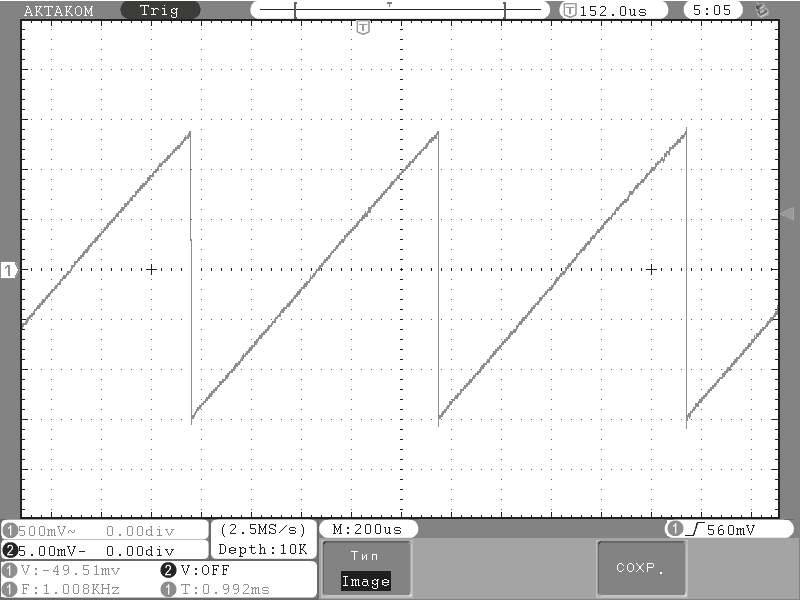 AKTAKOM Trig T 152.0us 5:05
T
T
1
1 500mV~ 0.00div (2.5MS/s) M:200us 1 560mV
2 5.00mV- 0.00div Depth:10K
1 V:-49.51mv 2 V:OFF
1 F:1.008KHz 1 T:0.992ms
Тип
Image
СОХР.